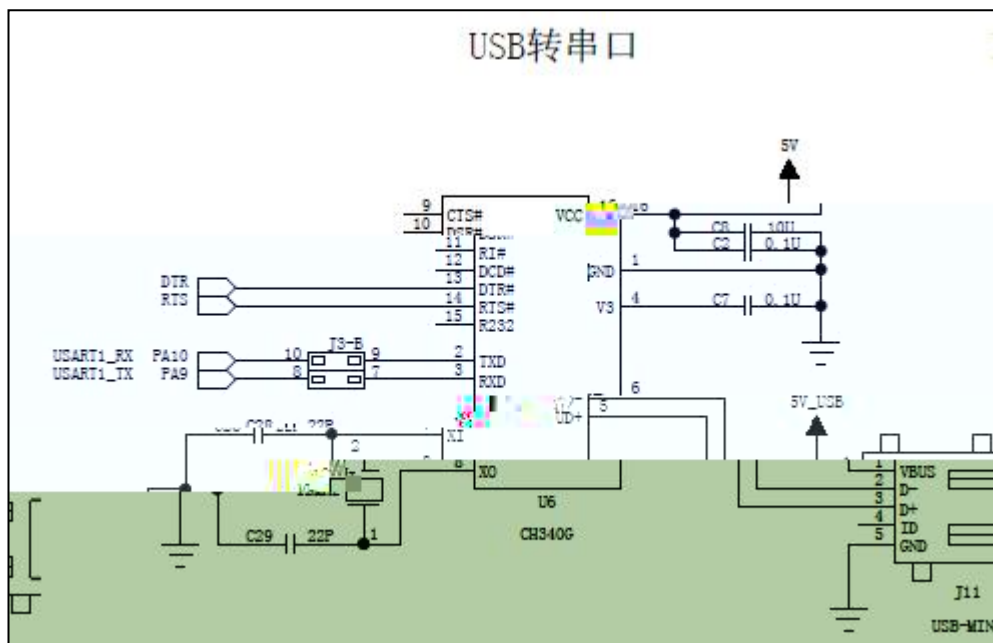 USB转串口
5V
9 CTS# VCC
10
11
RI#
C8 10U
C2 0.1U
12 DCD# GND 1
DTR 13 DTR#
RTS 14 RTS# V3 4 C7 0.1U
15 R232
J3-B
USART1_RX PA10 10 9 2 TXD
USART1_TX PA9 8 7 3 RXD
6
5V_USB
UD+ 5
22P
XI
2
8 XO
1 VBUS
2 D-
3 D+
4 ID
5 GND
U6
C29 22P 1 CH340G
J11
USB-MIN